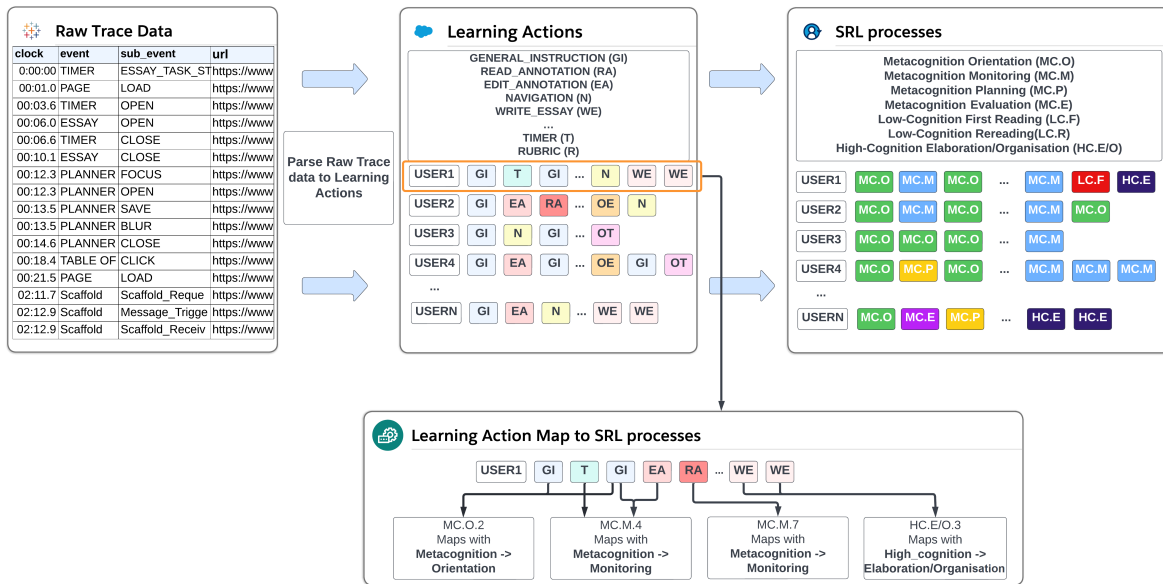 Raw Trace Data
clock event sub_event url
0:00:00 TIMER ESSAY_TASK_ST https://www
00:01.0 PAGE LOAD https://www
00:03.6 TIMER OPEN https://www
00:06.0 ESSAY OPEN https://www
00:06.6 TIMER CLOSE https://www
00:10.1 ESSAY CLOSE https://www
00:12.3 PLANNER FOCUS https://www
00:12.3 PLANNER OPEN https://www
00:13.5 PLANNER SAVE https://www
00:13.5 PLANNER BLUR https://www
00:14.6 PLANNER CLOSE https://www
00:18.4 TABLE OF CLICK https://www
00:21.5 PAGE LOAD https://www
02:11.7 Scaffold Scaffold_Reque https://www
02:12.9 Scaffold Message_Trigge https://www
02:12.9 Scaffold Scaffold_Receiv https://www
Parse Raw Trace
data to Learning
Actions
Learning Actions
GENERAL_INSTRUCTION (GI)
READ_ANNOTATION (RA)
EDIT_ANNOTATION (EA)
NAVIGATION (N)
WRITE_ESSAY (WE)
...
TIMER (T)
RUBRIC (R)
USER1 GI T GI ... N WE WE
USER2 GI EA RA ... OE N
USER3 GI N GI ... OT
USER4 GI EA GI ... OE GI OT
...
USERN GI EA N ... WE WE
SRL processes
Metacognition Orientation (MC.O)
Metacognition Monitoring (MC.M)
Metacognition Planning (MC.P)
Metacognition Evaluation (MC.E)
Low-Cognition First Reading (LC.F)
Low-Cognition Rereading(LC.R)
High-Cognition Elaboration/Organisation (HC.E/O)
USER1 MC.O MC.M MC.O ... MC.M LC.F HC.E
USER2 MC.O MC.M MC.O ... MC.M MC.O
USER3 MC.O MC.O MC.O ... MC.M
USER4 MC.O MC.P MC.O ... MC.M MC.M MC.M
...
USERN MC.O MC.E MC.P ... HC.E HC.E
Learning Action Map to SRL processes
USER1 GI T GI EA RA ... WE WE
MC.O.2
Maps with
Metacognition ->
Orientation
MC.M.4
Maps with
Metacognition ->
Monitoring
MC.M.7
Maps with
Metacognition ->
Monitoring
HC.E/O.3
Maps with
High_cognition ->
Elaboration/Organisation